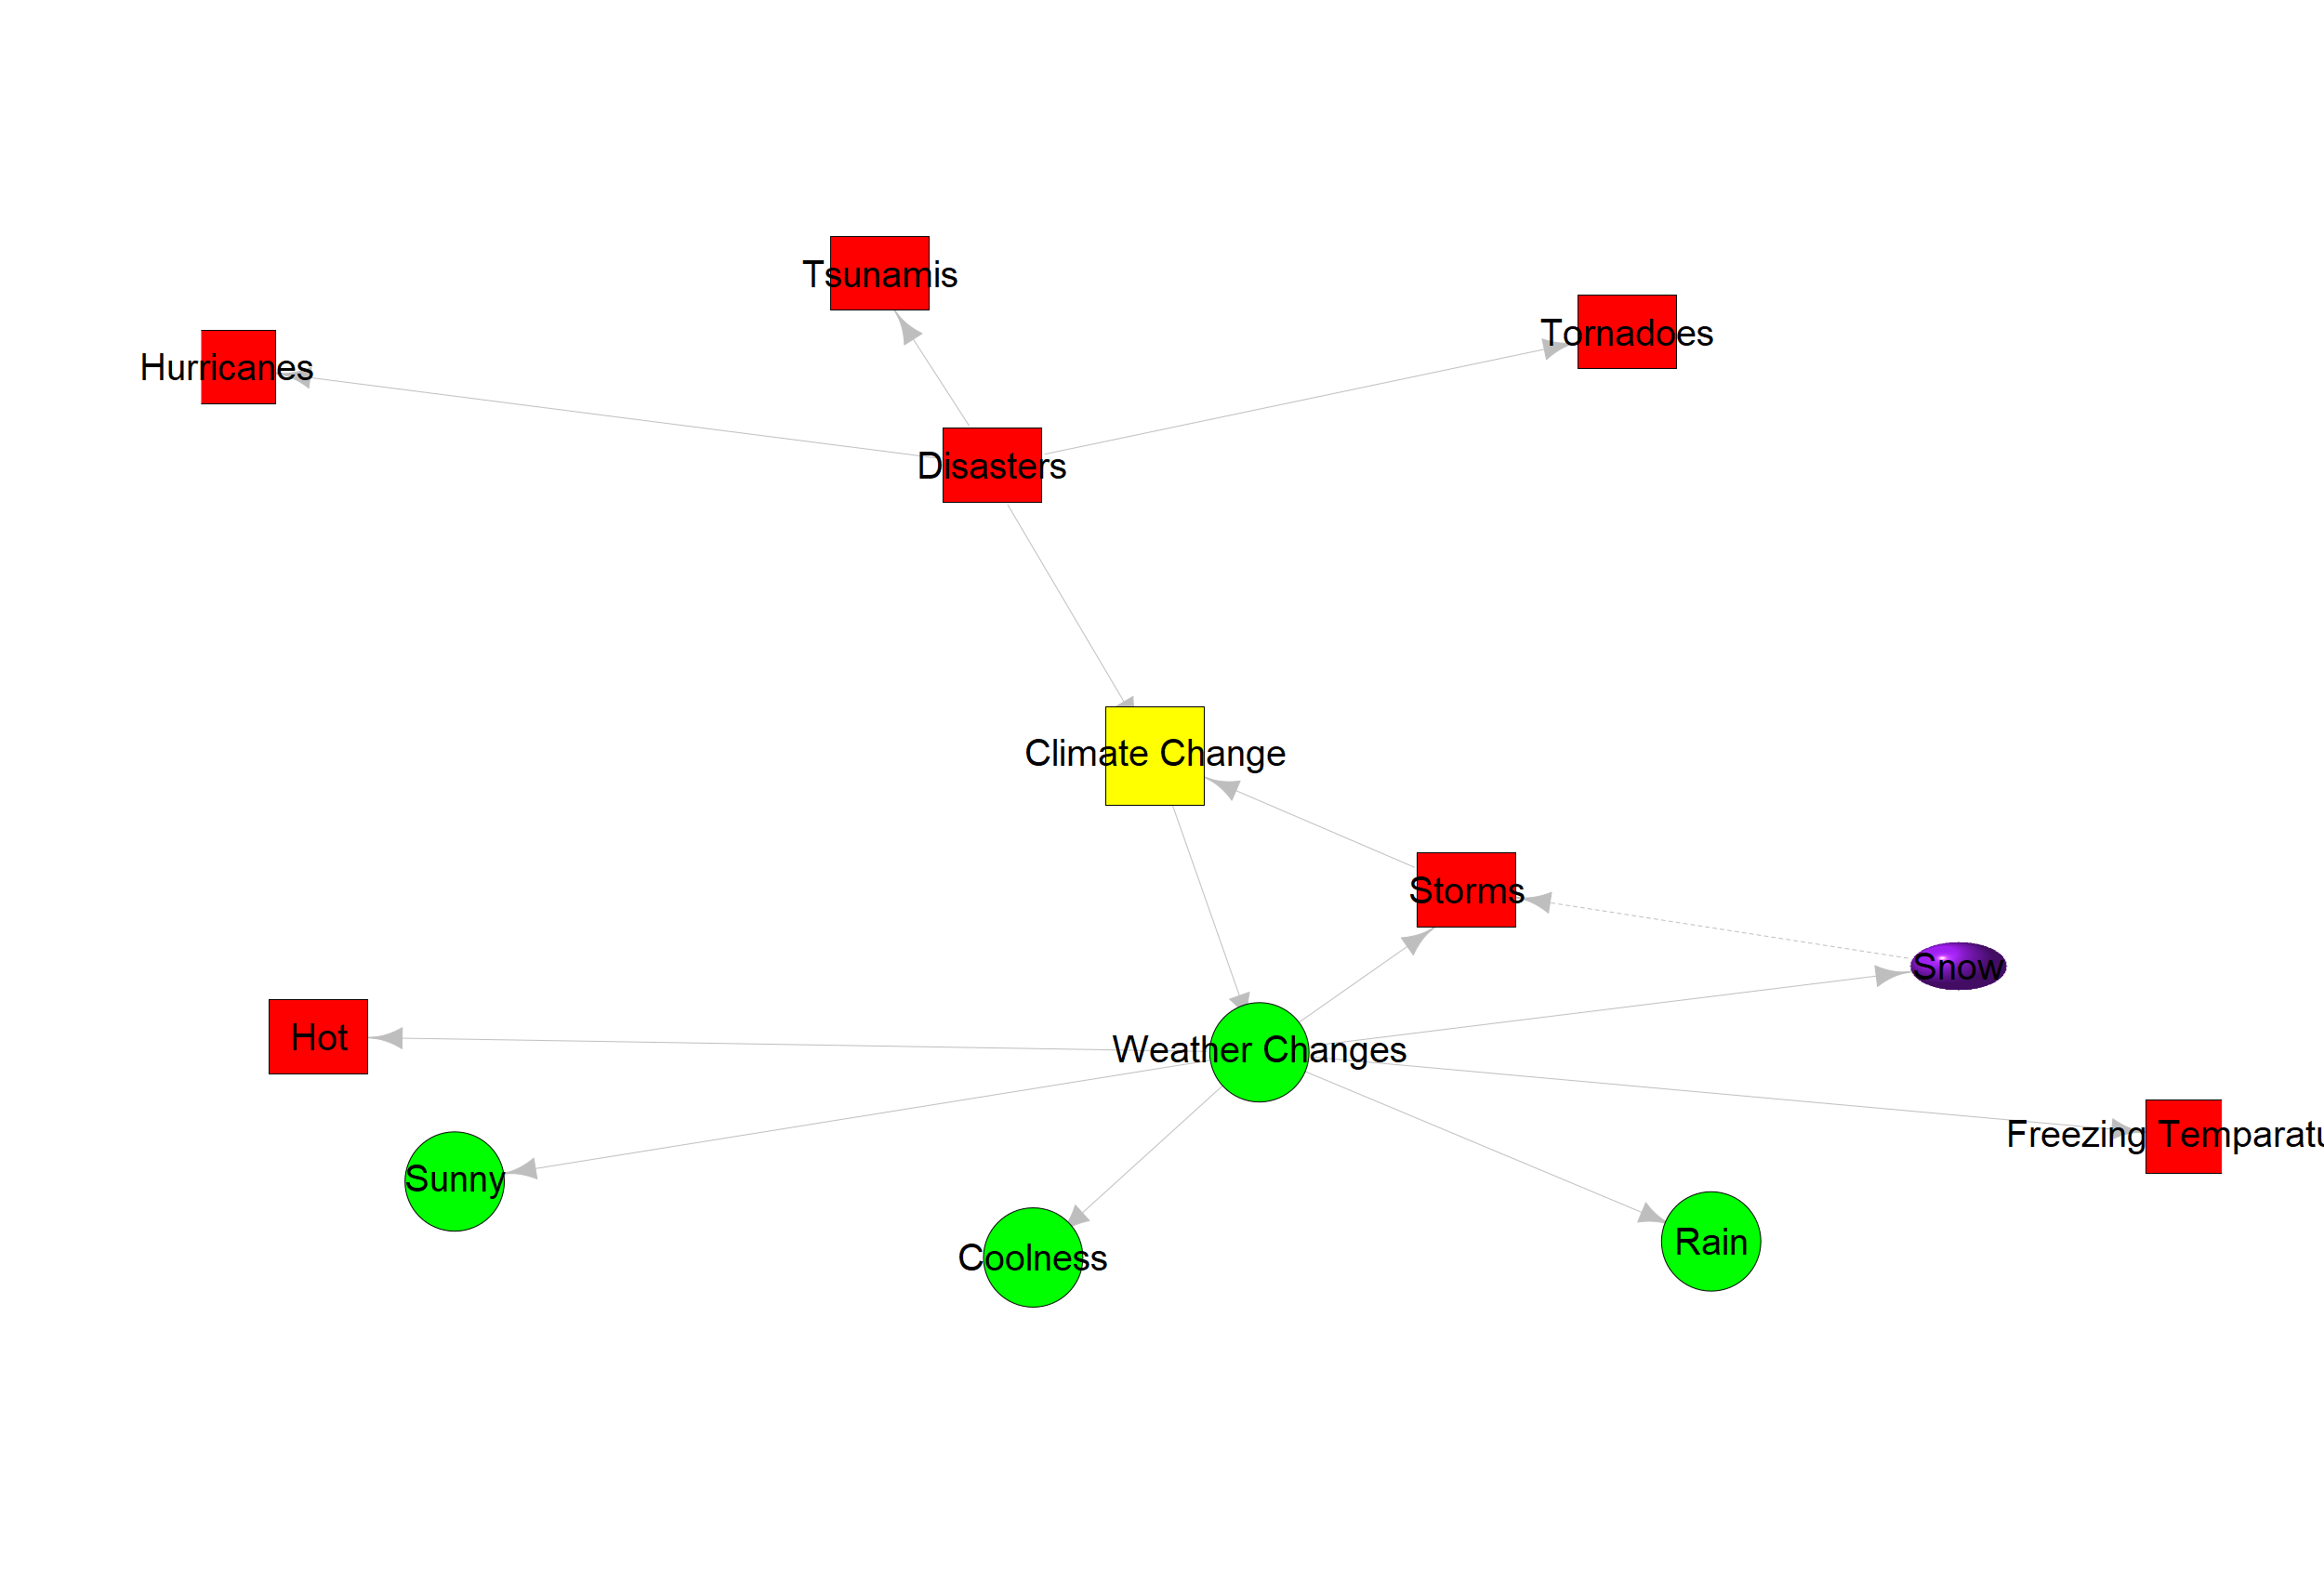 Tsunamis
Tornadoes
Hurricanes
Disasters
Climate Change
Storms
Snow
Hot
Weather Changes
Freezing Temparatu
Sunny
Rain
Coolness